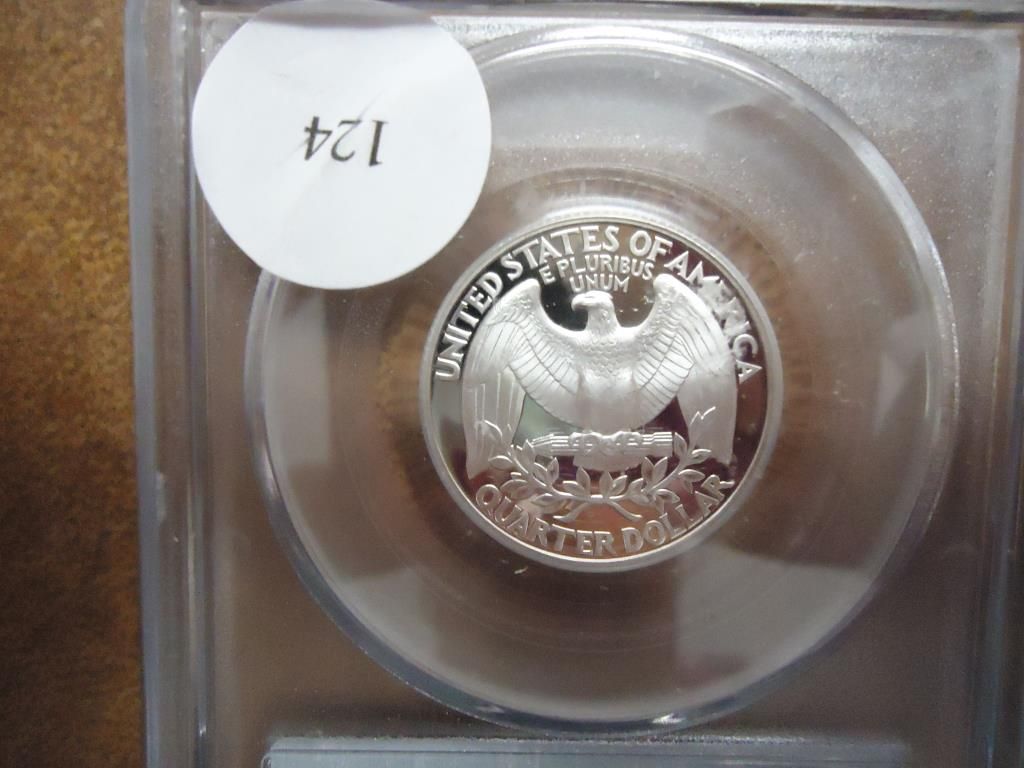 124
UNITED STATES OF AMERICA
E PLURIBUS
UNUM
QUARTER DOLLAR